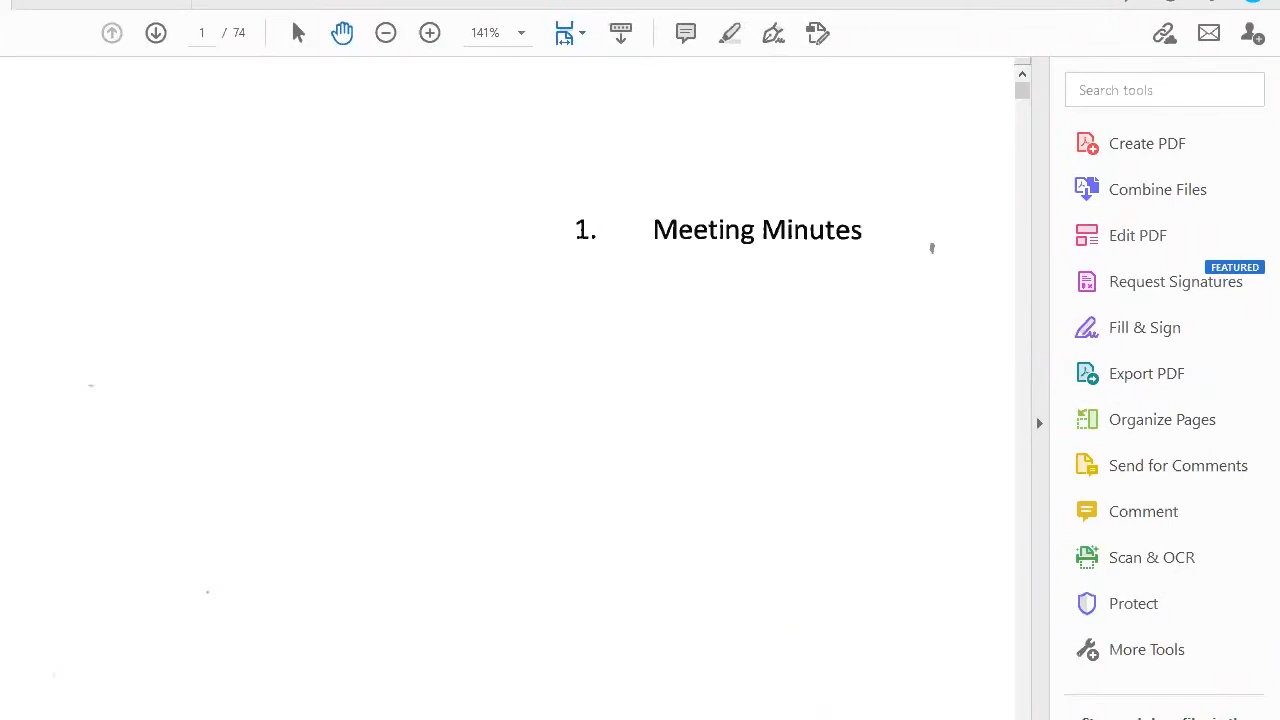 1 / 74 141%
Search tools
1. Meeting Minutes
Create PDF
Combine Files
Edit PDF
FEATURED
Request Signatures
Fill & Sign
Export PDF
Organize Pages
Send for Comments
Comment
Scan & OCR
Protect
More Tools